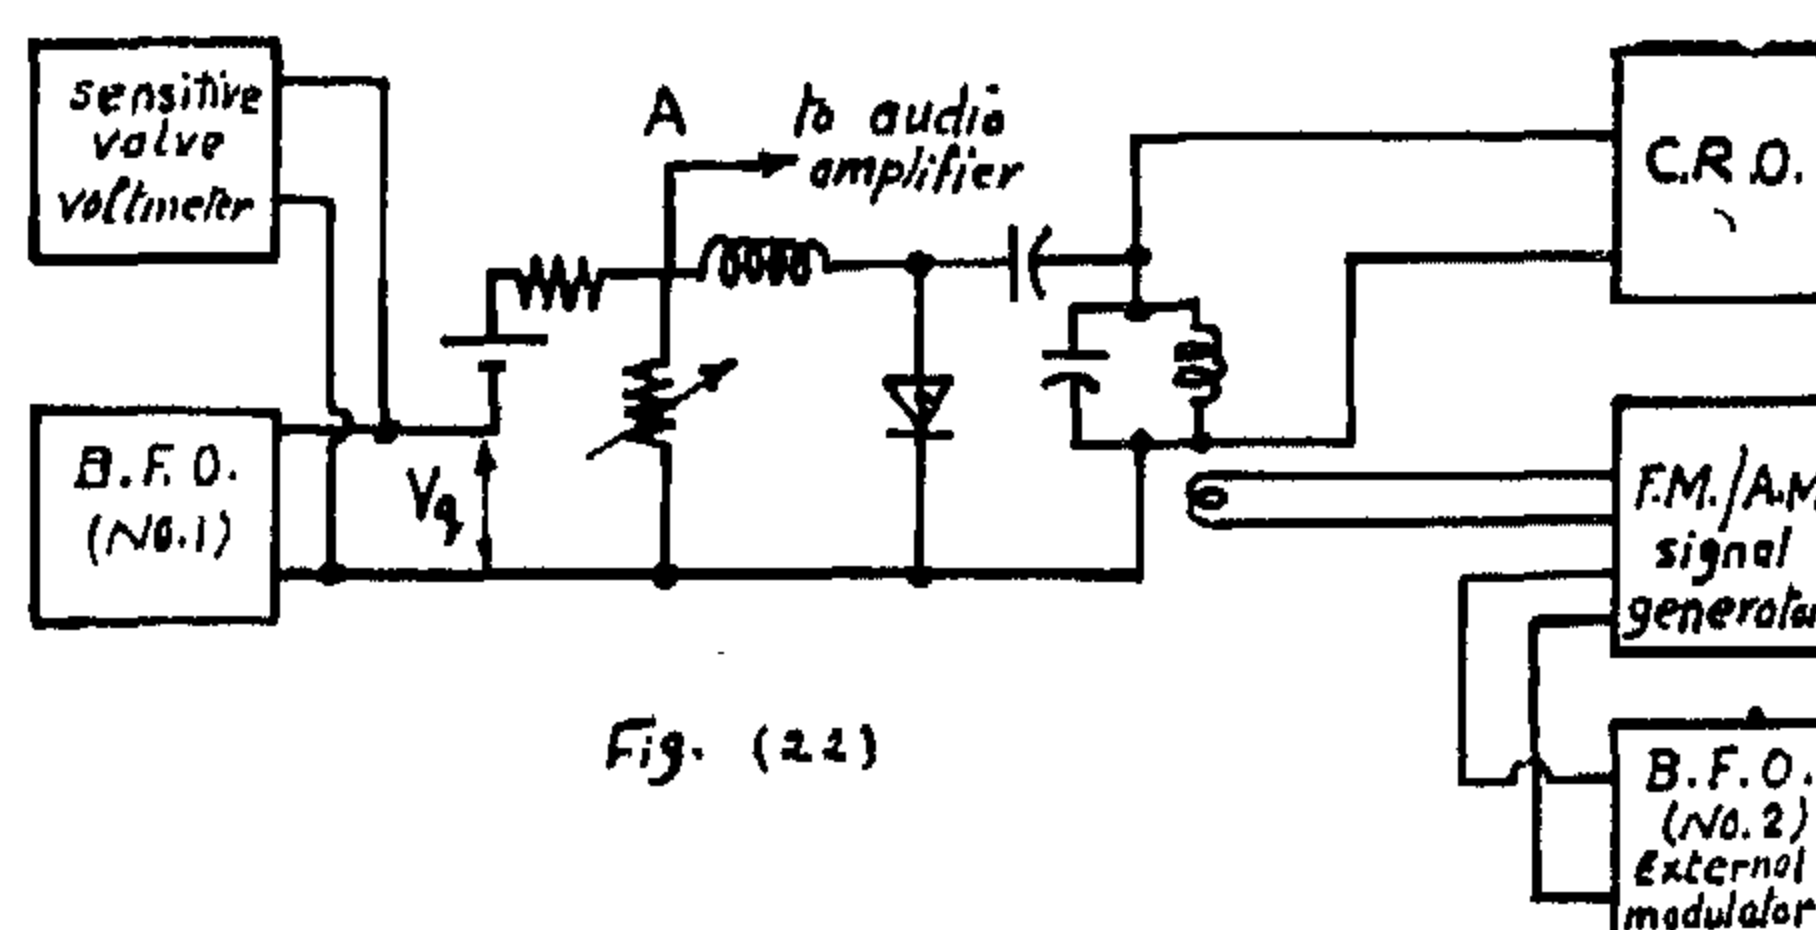 sensitive
valve
voltmeter
A
to audio
amplifier
C.R.O.
B.F.O.
(NO.1)
Vq
F.M./A.M
signal
generator
Fig. (22)
B.F.O.
(NO.2)
External
modulator